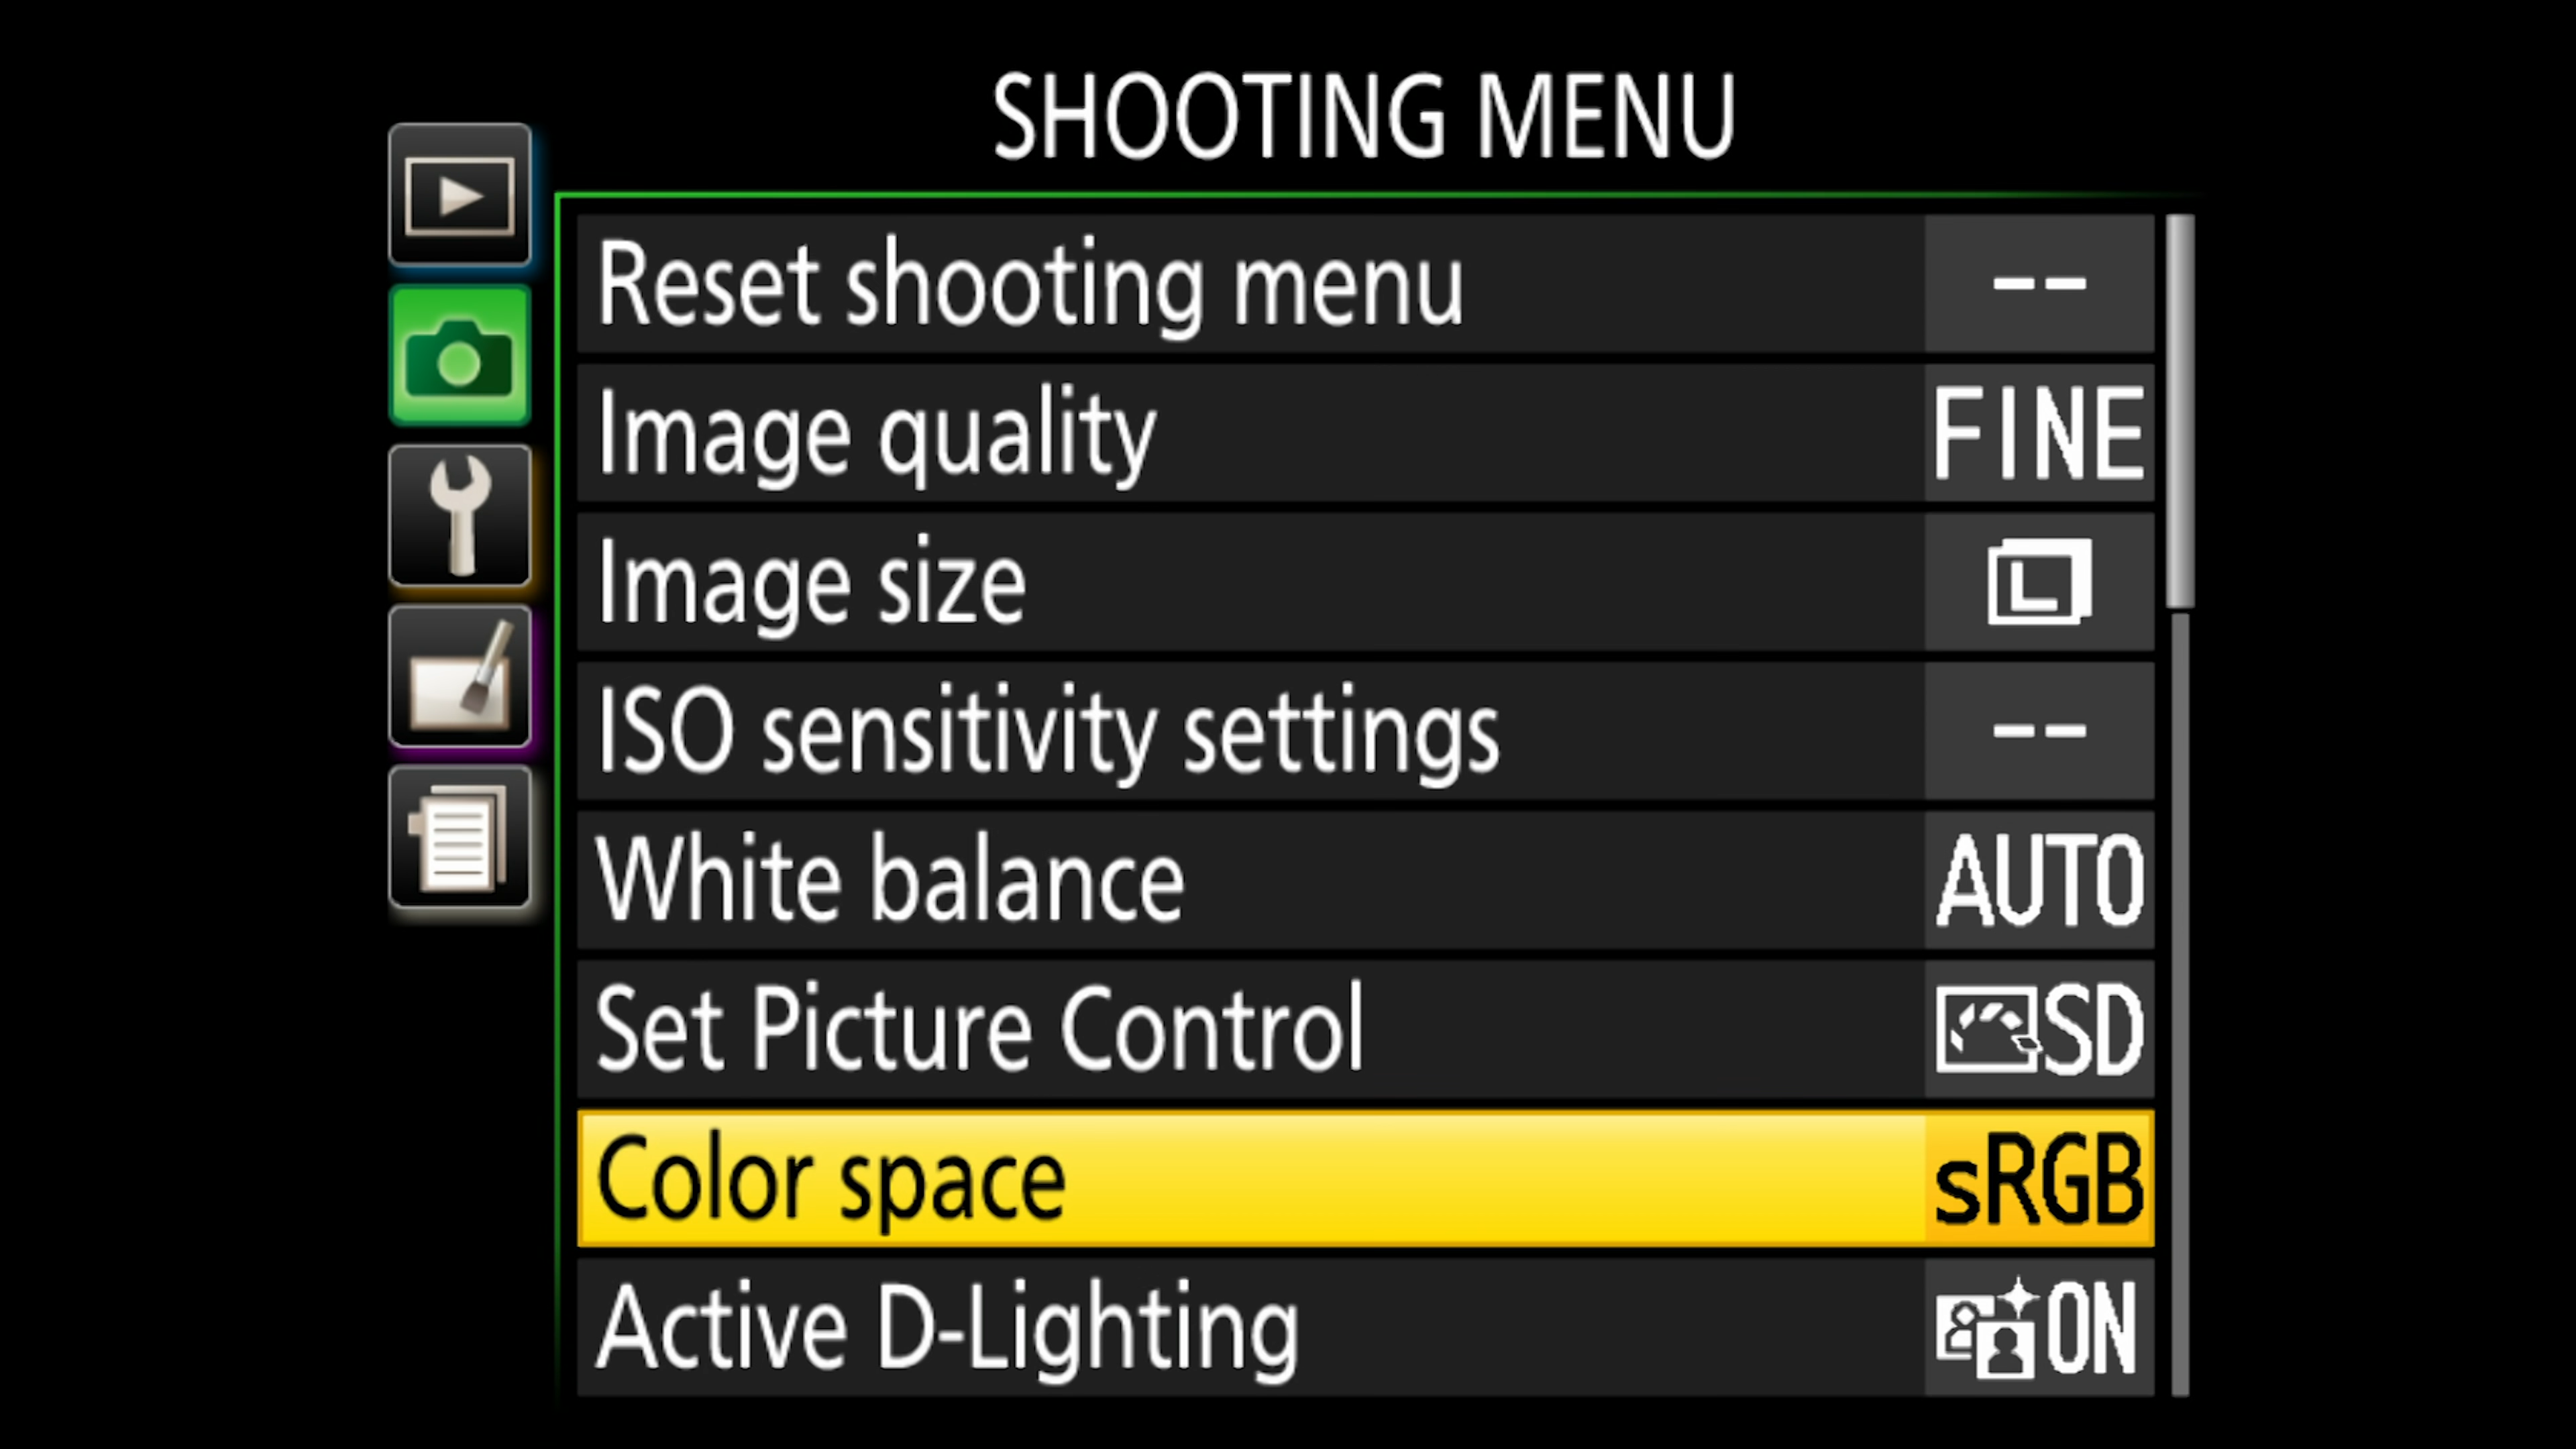 SHOOTING MENU
Reset shooting menu --
Image quality FINE
Image size L
ISO sensitivity settings --
White balance AUTO
Set Picture Control SD
Color space sRGB
Active D-Lighting ON